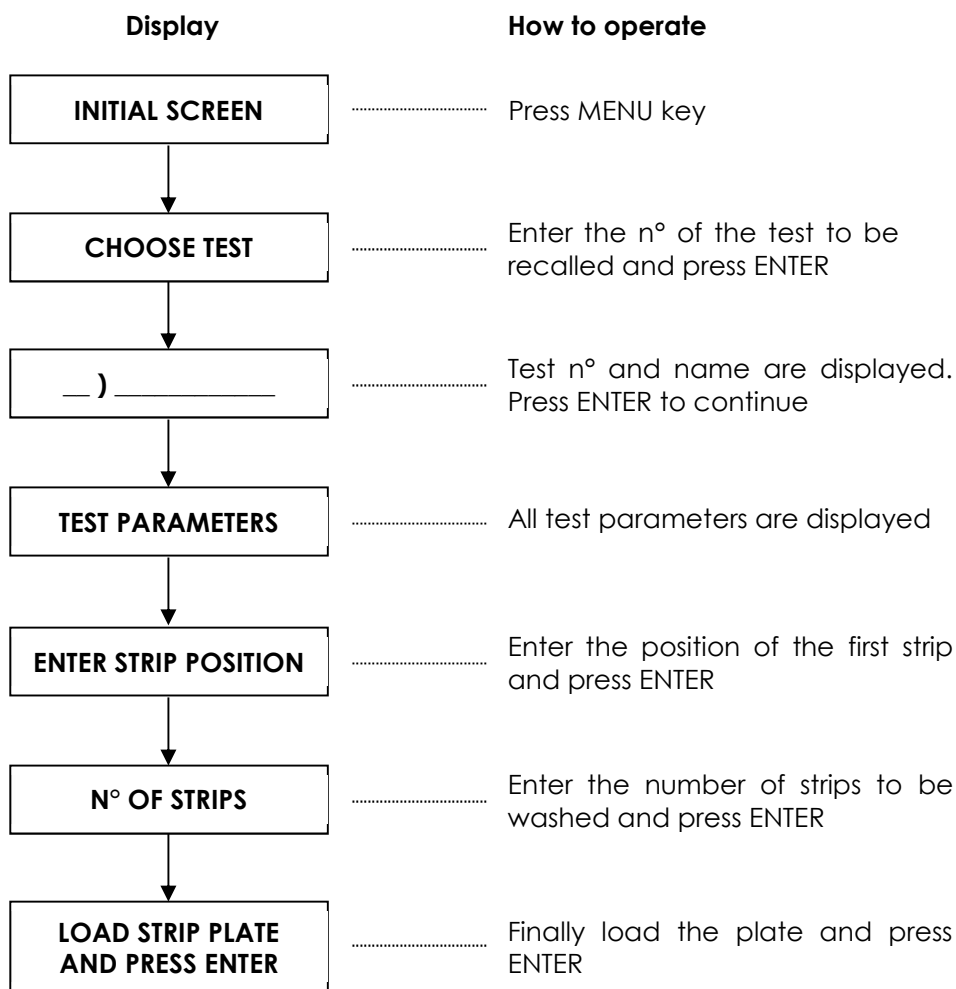 Display How to operate
INITIAL SCREEN Press MENU key
CHOOSE TEST Enter the n° of the test to be
recalled and press ENTER
__ ) ____________ Test n° and name are displayed.
Press ENTER to continue
TEST PARAMETERS All test parameters are displayed
ENTER STRIP POSITION Enter the position of the first strip
and press ENTER
N° OF STRIPS Enter the number of strips to be
washed and press ENTER
LOAD STRIP PLATE
AND PRESS ENTER
Finally load the plate and press
ENTER